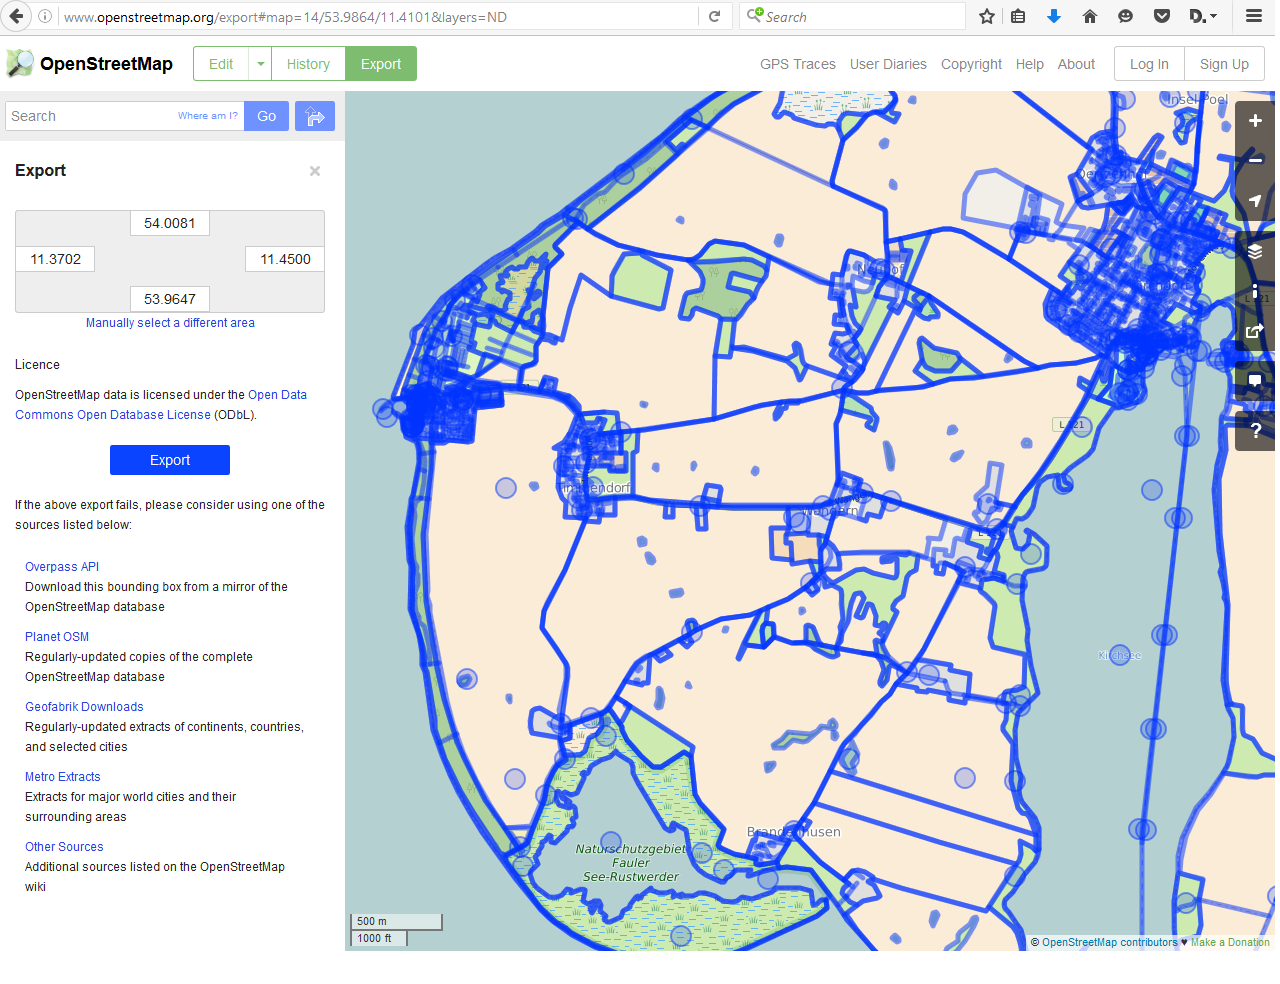 www.openstreetmap.org/export#map=14/53.9864/11.4101&layers=ND
Search
D.
OpenStreetMap
Edit
History
Export
GPS Traces
User Diaries
Copyright
Help
About
Log In
Sign Up
Search
Where am I?
Go
Export
×
54.0081
11.3702
11.4500
53.9647
Manually select a different area
Licence
OpenStreetMap data is licensed under the Open Data
Commons Open Database License (ODbL).
Export
If the above export fails, please consider using one of the
sources listed below:
Overpass API
Download this bounding box from a mirror of the
OpenStreetMap database
Planet OSM
Regularly-updated copies of the complete
OpenStreetMap database
Geofabrik Downloads
Regularly-updated extracts of continents, countries,
and selected cities
Metro Extracts
Extracts for major world cities and their
surrounding areas
Other Sources
Additional sources listed on the OpenStreetMap
wiki
Insel Poel
Neuhof
L 121
L 121
Timmendorf
Wangern
Kirchsee
Brandenhusen
Naturschutzgebiet
Fauler
See-Rustwerder
?
500 m
1000 ft
© OpenStreetMap contributors ♥ Make a Donation